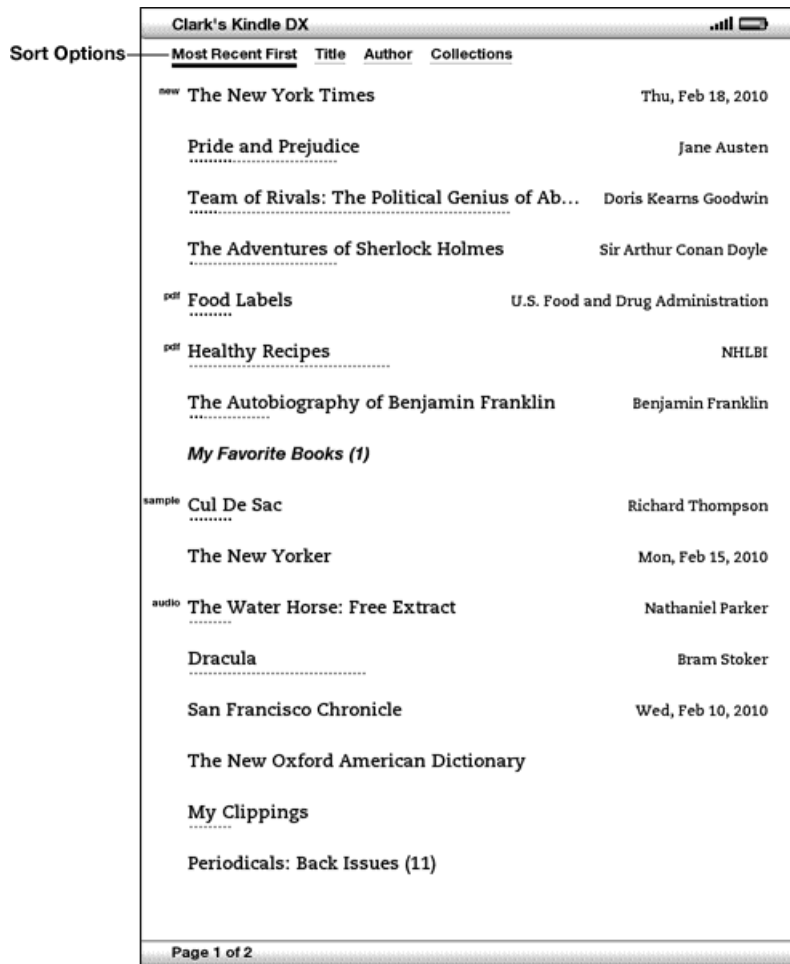 Clark's Kindle DX
Sort Options Most Recent First Title Author Collections
new The New York Times Thu, Feb 18, 2010
Pride and Prejudice Jane Austen
Team of Rivals: The Political Genius of Ab... Doris Kearns Goodwin
The Adventures of Sherlock Holmes Sir Arthur Conan Doyle
pdf Food Labels U.S. Food and Drug Administration
pdf Healthy Recipes NHLBI
The Autobiography of Benjamin Franklin Benjamin Franklin
My Favorite Books (1)
sample Cul De Sac Richard Thompson
The New Yorker Mon, Feb 15, 2010
audio The Water Horse: Free Extract Nathaniel Parker
Dracula Bram Stoker
San Francisco Chronicle Wed, Feb 10, 2010
The New Oxford American Dictionary
My Clippings
Periodicals: Back Issues (11)
Page 1 of 2